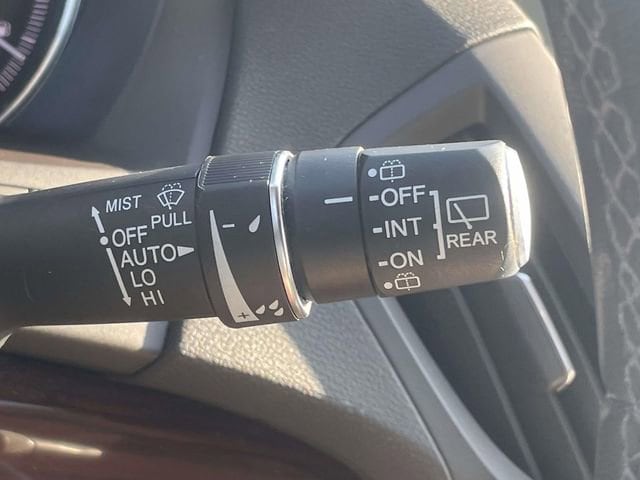 MIST
PULL
OFF
AUTO
LO
HI
-
+
OFF
INT
ON
REAR